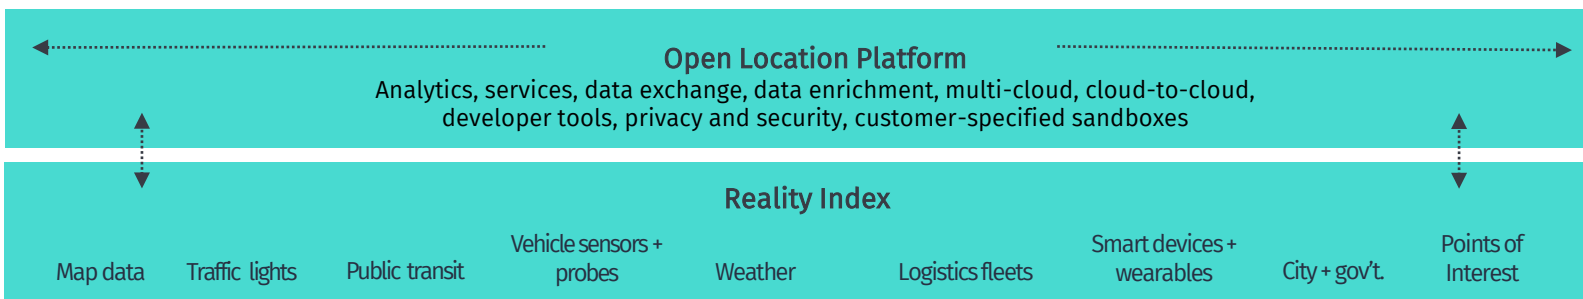 Open Location Platform
Analytics, services, data exchange, data enrichment, multi-cloud, cloud-to-cloud,
developer tools, privacy and security, customer-specified sandboxes
Reality Index
Map data
Traffic lights
Public transit
Vehicle sensors +
probes
Weather
Logistics fleets
Smart devices +
wearables
City + gov't.
Points of
Interest